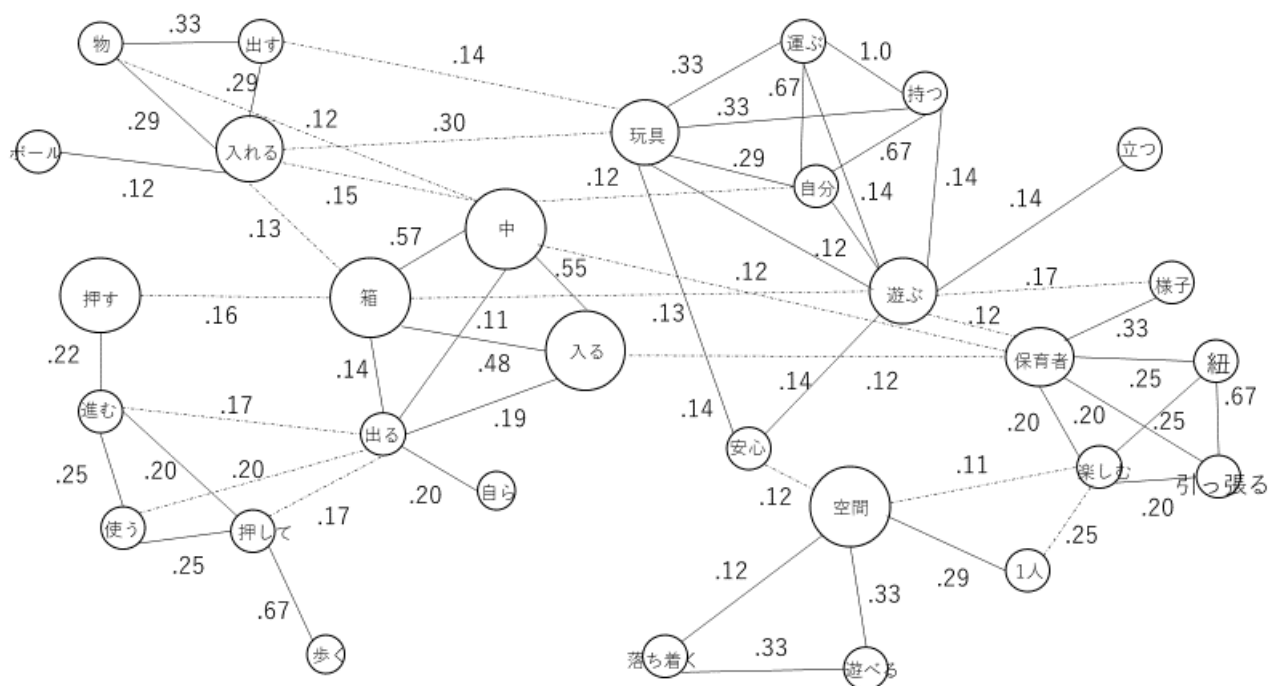 物
.33
出す
.14
.33
運ぶ
1.0
.29
.67
持つ
.29
.12
.30
玩具
.33
ボール
入れる
.29
.67
立つ
.12
.15
.12
自分
.14
.14
.14
.13
.57
中
.12
.55
.12
.17
様子
押す
.16
箱
.11
入る
.13
遊ぶ
.12
.33
保育者
紐
.22
.14
.48
.14
.12
.25
.67
進む
.17
出る
.19
.14
安心
.20
.20
.25
.25
.20
.20
.20
自ら
.12
空間
.11
楽しむ
引っ張る
.20
使う
.25
押して
.17
.29
1人
.25
.67
.12
.33
歩く
落ち着く
.33
遊べる